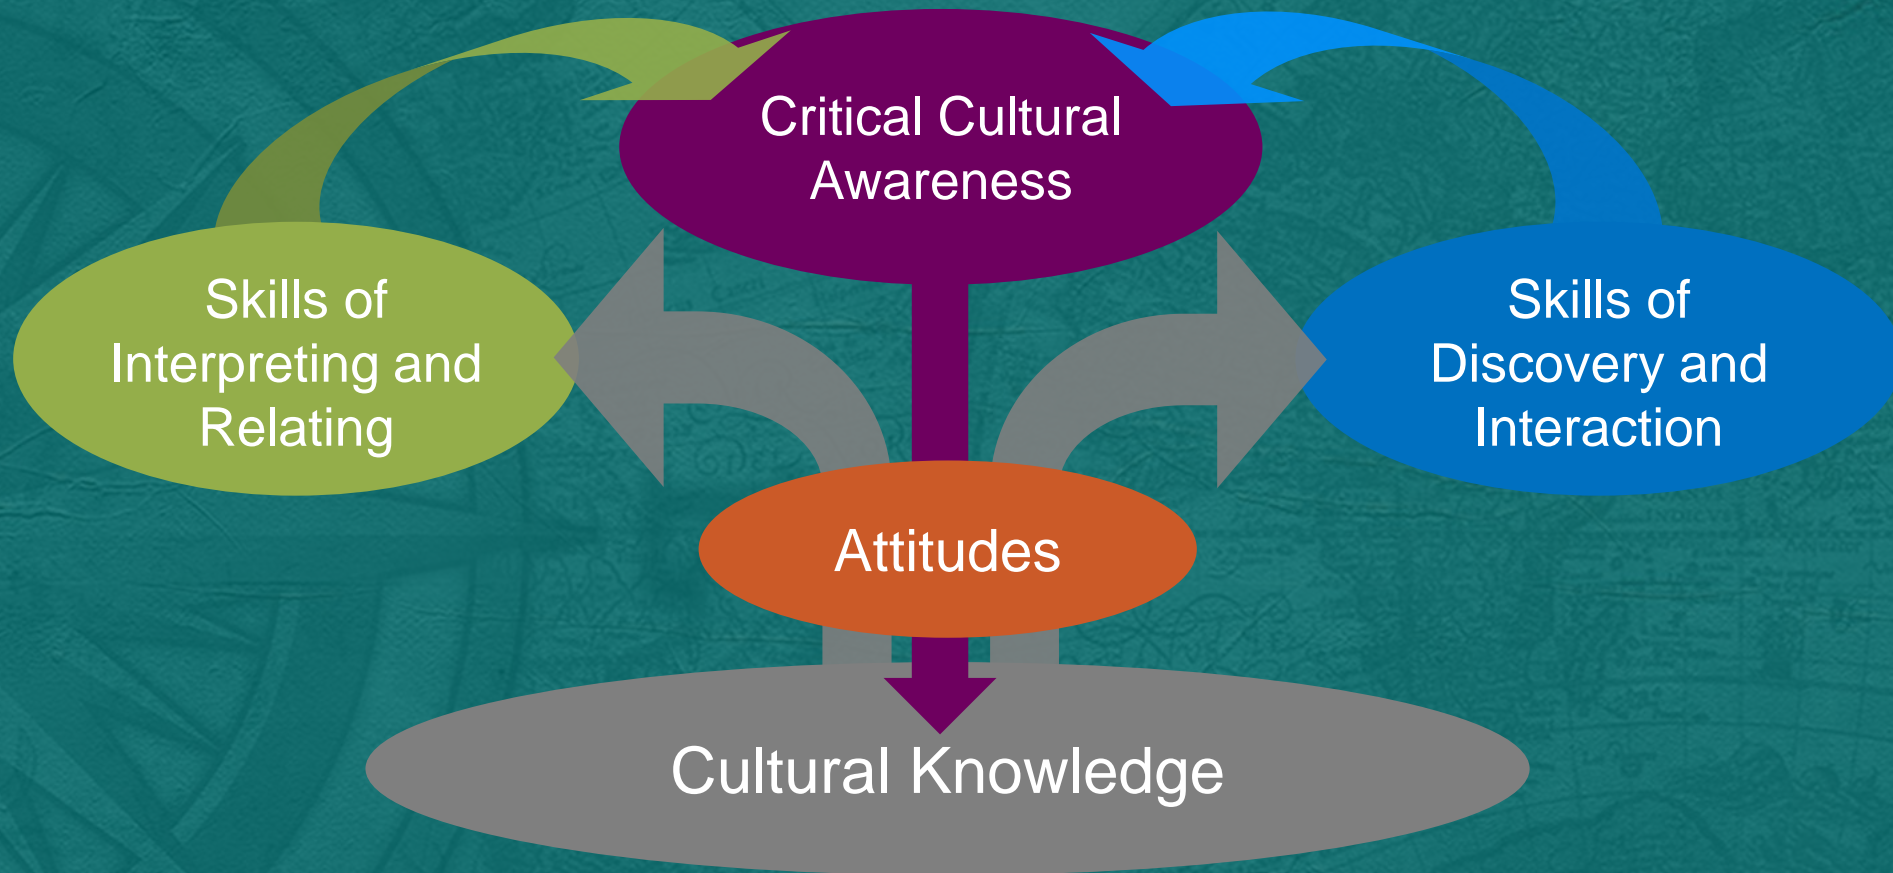 Critical Cultural
Awareness
Skills of
Interpreting and
Relating
Skills of
Discovery and
Interaction
Attitudes
Cultural Knowledge